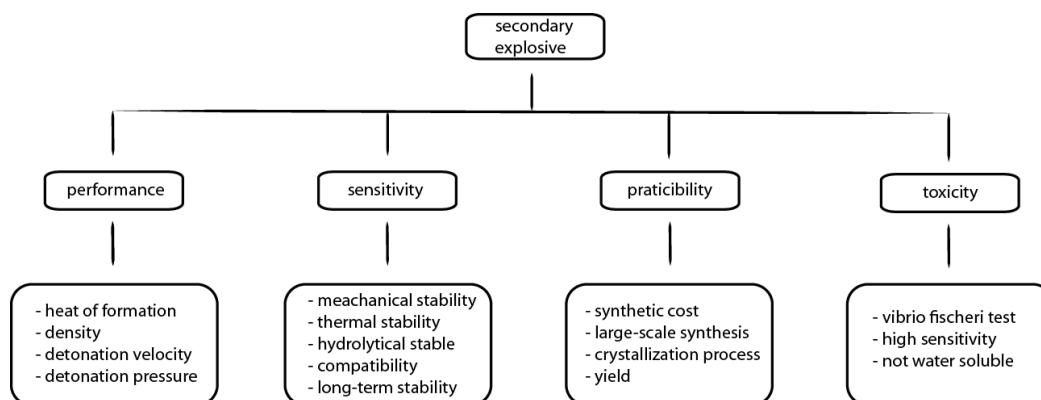 secondary
explosive
performance
sensitivity
praticibility
toxicity
- heat of formation
- density
- detonation velocity
- detonation pressure
- meachanical stability
- thermal stability
- hydrolytical stable
- compatibility
- long-term stability
- synthetic cost
- large-scale synthesis
- crystallization process
- yield
- vibrio fischeri test
- high sensitivity
- not water soluble